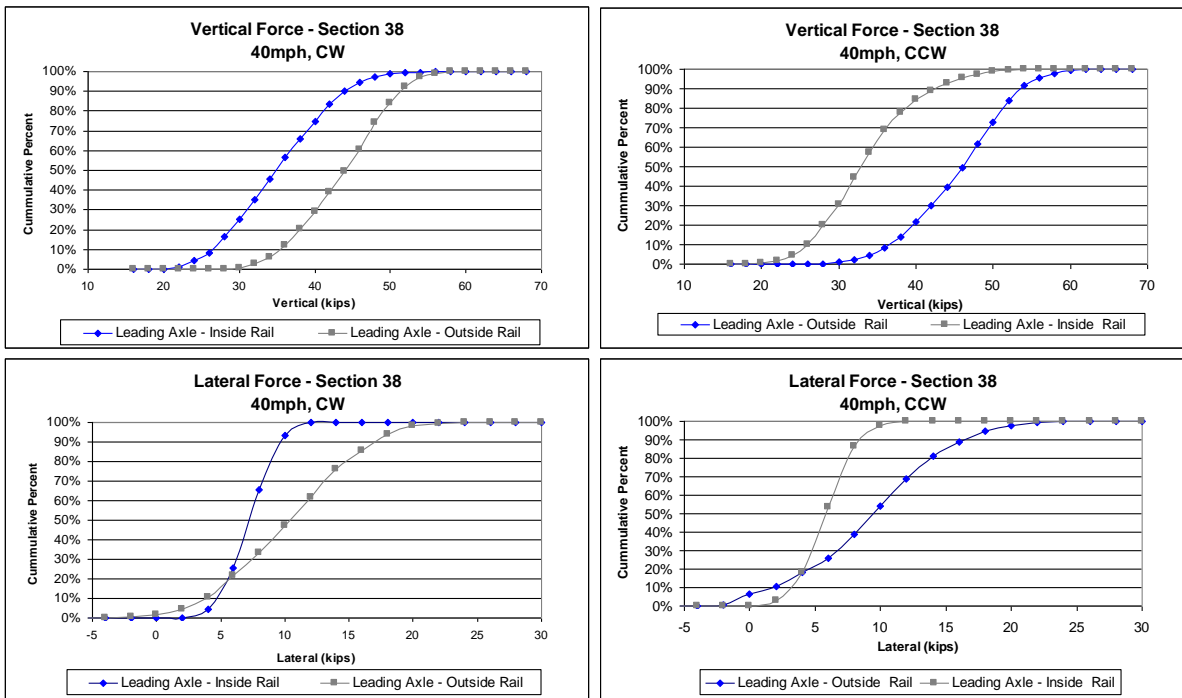 Vertical Force - Section 38
40mph, CW
Cummulative Percent
100%
90%
80%
70%
60%
50%
40%
30%
20%
10%
0%
10 20 30 40 50 60 70
Vertical (kips)
Leading Axle - Inside Rail Leading Axle - Outside Rail
Vertical Force - Section 38
40mph, CCW
Cummulative Percent
100%
90%
80%
70%
60%
50%
40%
30%
20%
10%
0%
10 20 30 40 50 60 70
Vertical (kips)
Leading Axle - Outside Rail Leading Axle - Inside Rail
Lateral Force - Section 38
40mph, CW
Cummulative Percent
100%
90%
80%
70%
60%
50%
40%
30%
20%
10%
0%
-5 0 5 10 15 20 25 30
Lateral (kips)
Leading Axle - Inside Rail Leading Axle - Outside Rail
Lateral Force - Section 38
40mph, CCW
Cummulative Percent
100%
90%
80%
70%
60%
50%
40%
30%
20%
10%
0%
-5 0 5 10 15 20 25 30
Lateral (kips)
Leading Axle - Outside Rail Leading Axle - Inside Rail